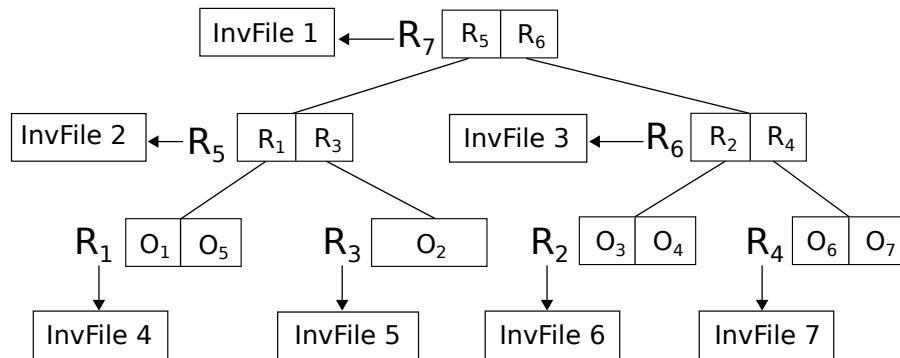 InvFile 1 R₇ R₅ R₆
InvFile 2 R₅ R₁ R₃ InvFile 3 R₆ R₂ R₄
R₁ O₁ O₅ R₃ O₂ R₂ O₃ O₄ R₄ O₆ O₇
InvFile 4 InvFile 5 InvFile 6 InvFile 7